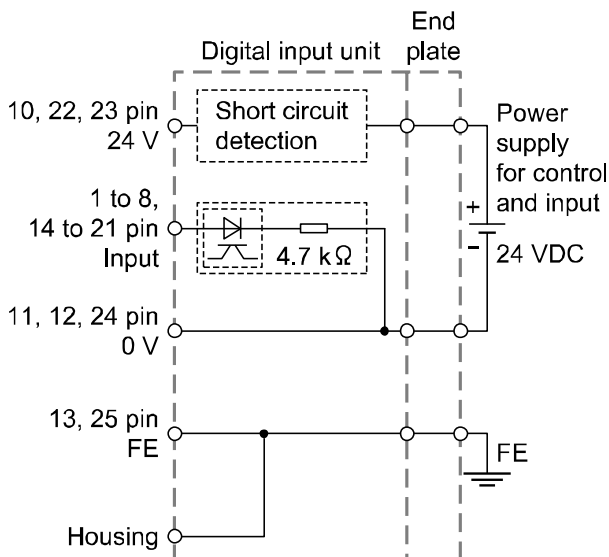 Digital input unit
End
plate
10, 22, 23 pin
24 V
Short circuit
detection
Power
supply
for control
and input
+
-
24 VDC
1 to 8,
14 to 21 pin
Input
4.7 kΩ
11, 12, 24 pin
0 V
13, 25 pin
FE
FE
Housing